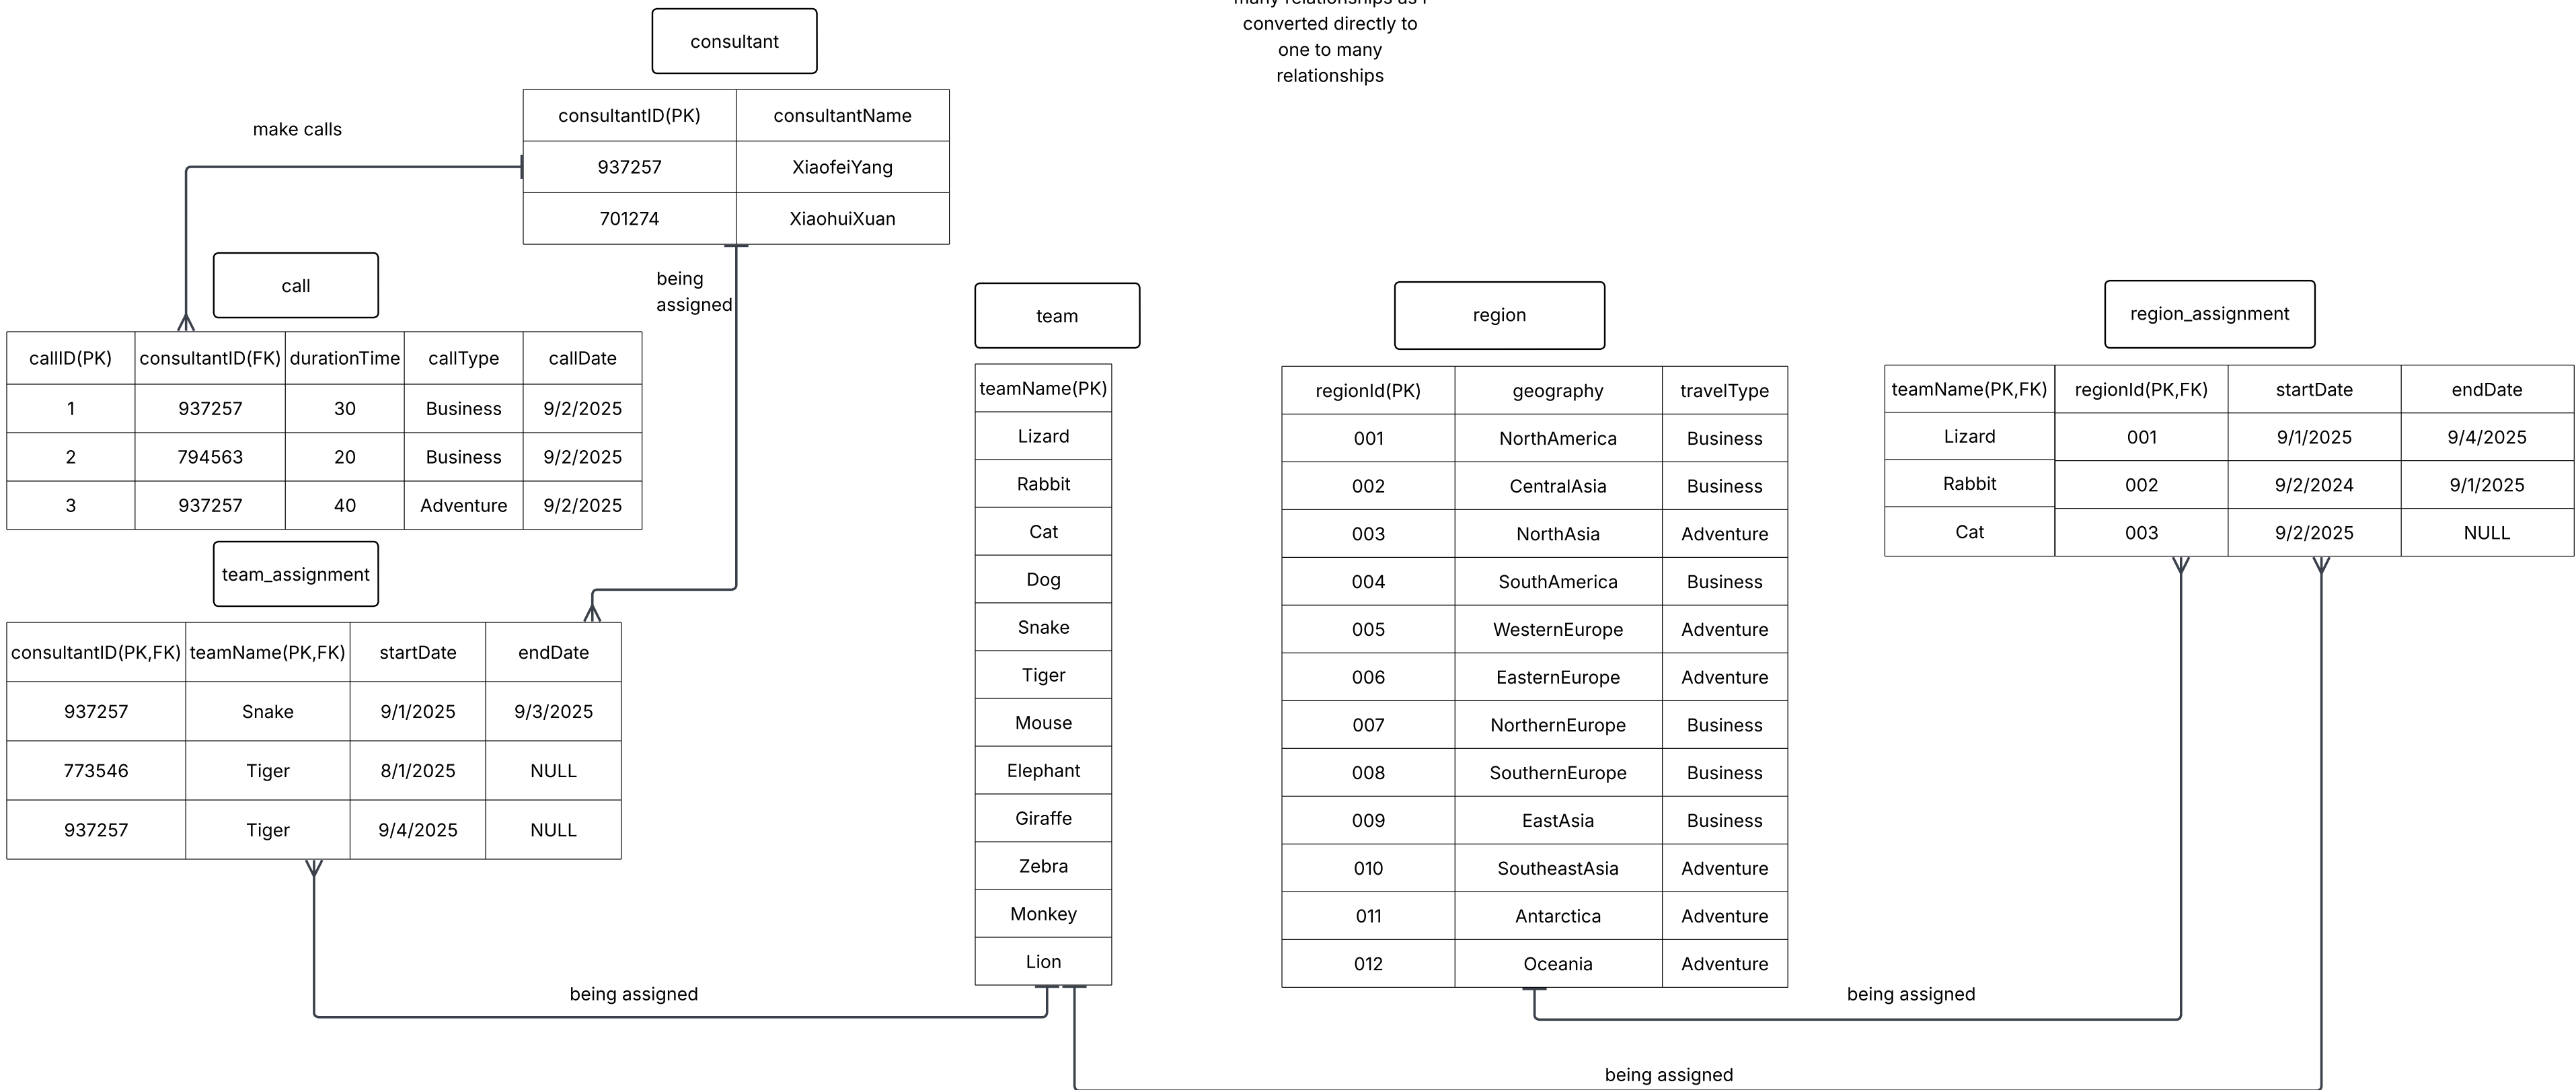 many relationships as I
converted directly to
one to many
relationships
consultant
consultantID(PK) consultantName
937257 XiaofeiYang
701274 XiaohuiXuan
make calls
being
assigned
call
callID(PK) consultantID(FK) durationTime callType callDate
1 937257 30 Business 9/2/2025
2 794563 20 Business 9/2/2025
3 937257 40 Adventure 9/2/2025
team_assignment
consultantID(PK,FK) teamName(PK,FK) startDate endDate
937257 Snake 9/1/2025 9/3/2025
773546 Tiger 8/1/2025 NULL
937257 Tiger 9/4/2025 NULL
being assigned
team
teamName(PK)
Lizard
Rabbit
Cat
Dog
Snake
Tiger
Mouse
Elephant
Giraffe
Zebra
Monkey
Lion
region
regionId(PK) geography travelType
001 NorthAmerica Business
002 CentralAsia Business
003 NorthAsia Adventure
004 SouthAmerica Business
005 WesternEurope Adventure
006 EasternEurope Adventure
007 NorthernEurope Business
008 SouthernEurope Business
009 EastAsia Business
010 SoutheastAsia Adventure
011 Antarctica Adventure
012 Oceania Adventure
region_assignment
teamName(PK,FK) regionId(PK,FK) startDate endDate
Lizard 001 9/1/2025 9/4/2025
Rabbit 002 9/2/2024 9/1/2025
Cat 003 9/2/2025 NULL
being assigned
being assigned